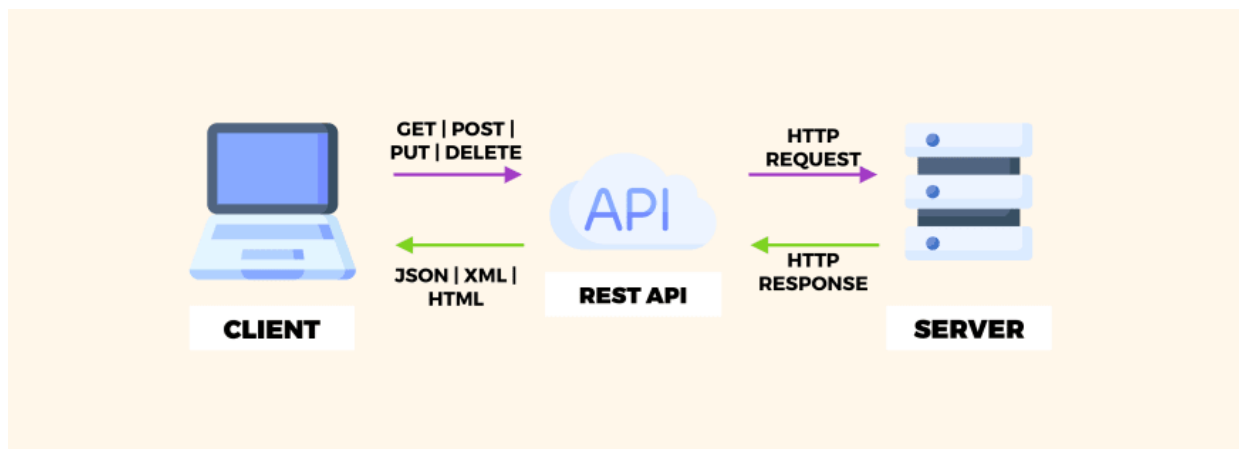 GET | POST |
PUT | DELETE
JSON | XML |
HTML
CLIENT
API
REST API
HTTP
REQUEST
HTTP
RESPONSE
SERVER